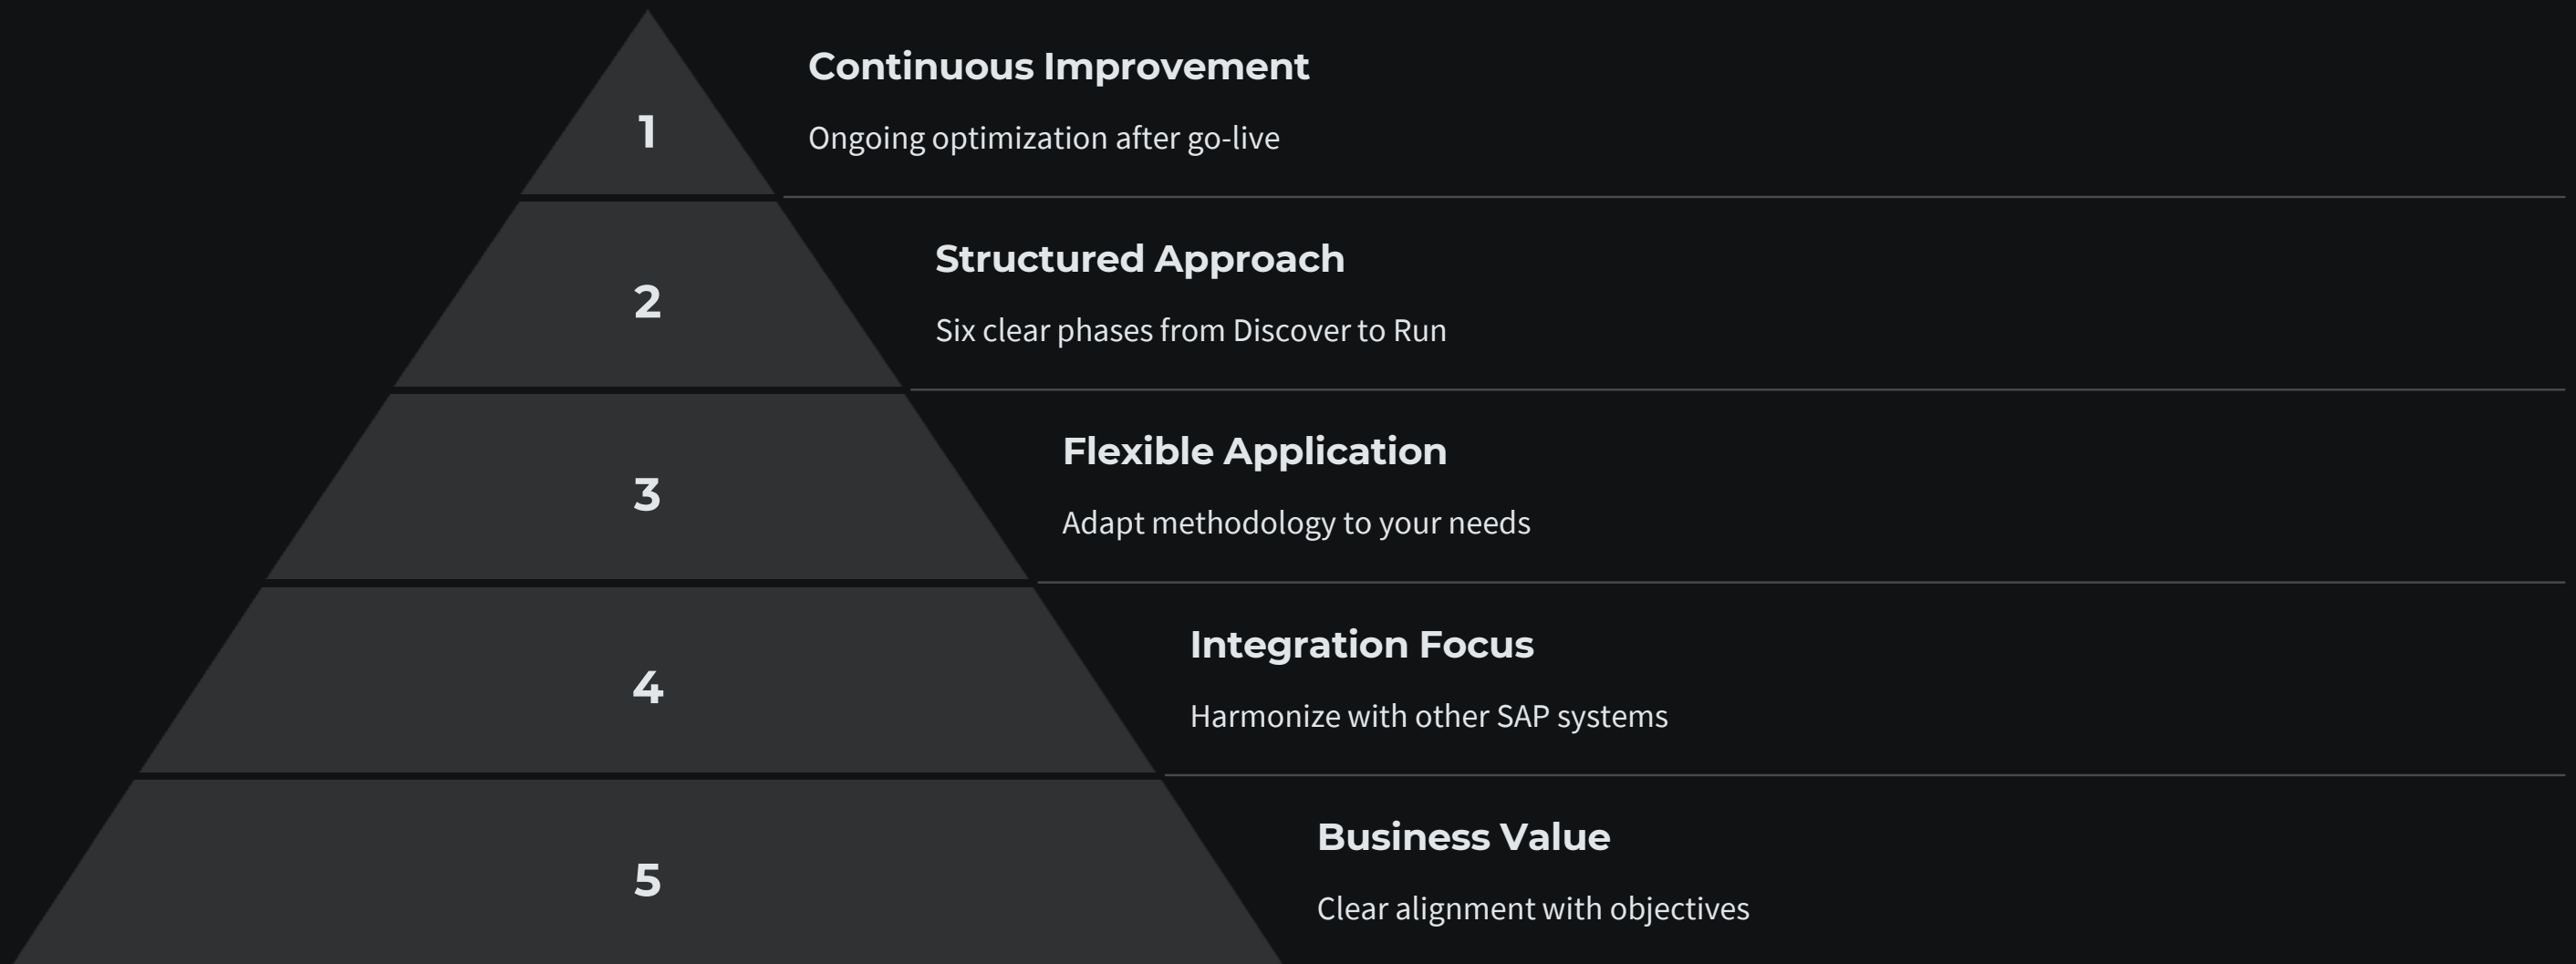 1
Continuous Improvement
Ongoing optimization after go-live
2
Structured Approach
Six clear phases from Discover to Run
3
Flexible Application
Adapt methodology to your needs
4
Integration Focus
Harmonize with other SAP systems
5
Business Value
Clear alignment with objectives